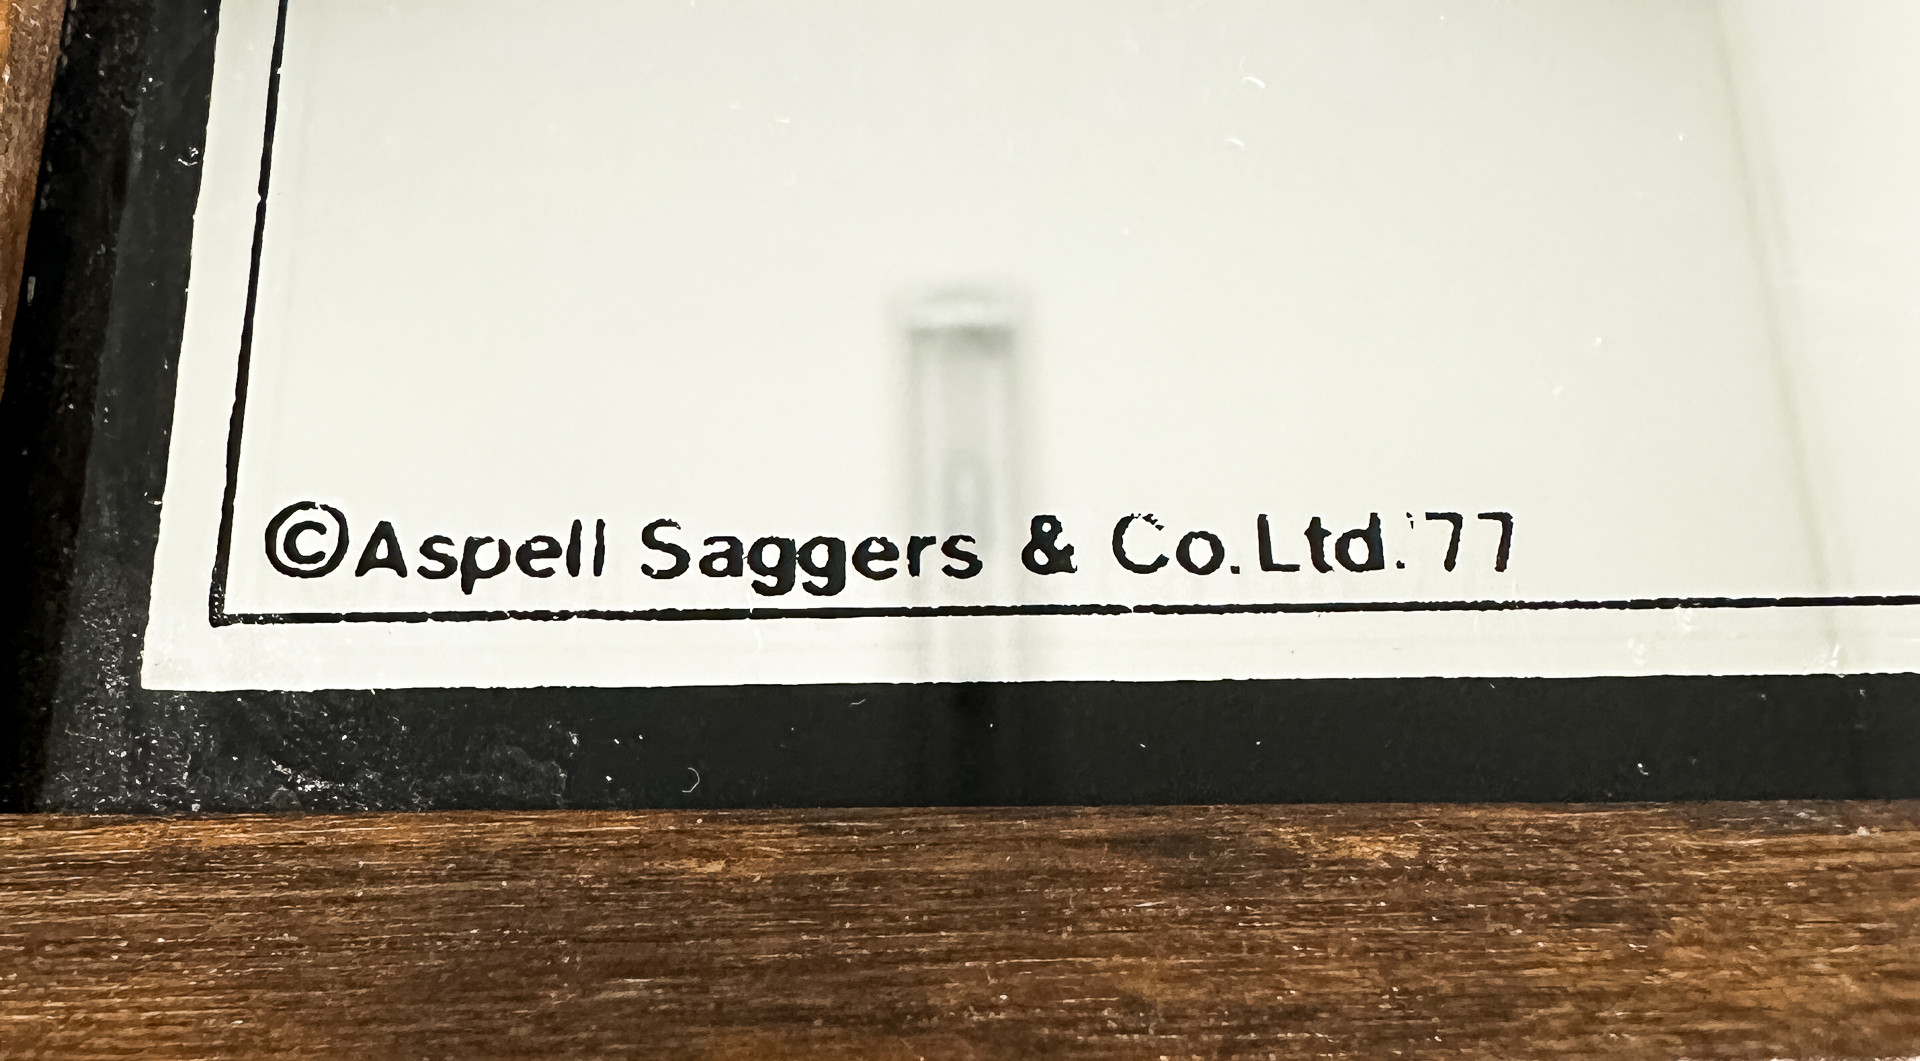 ©Aspell Saggers & Co. Ltd. '77